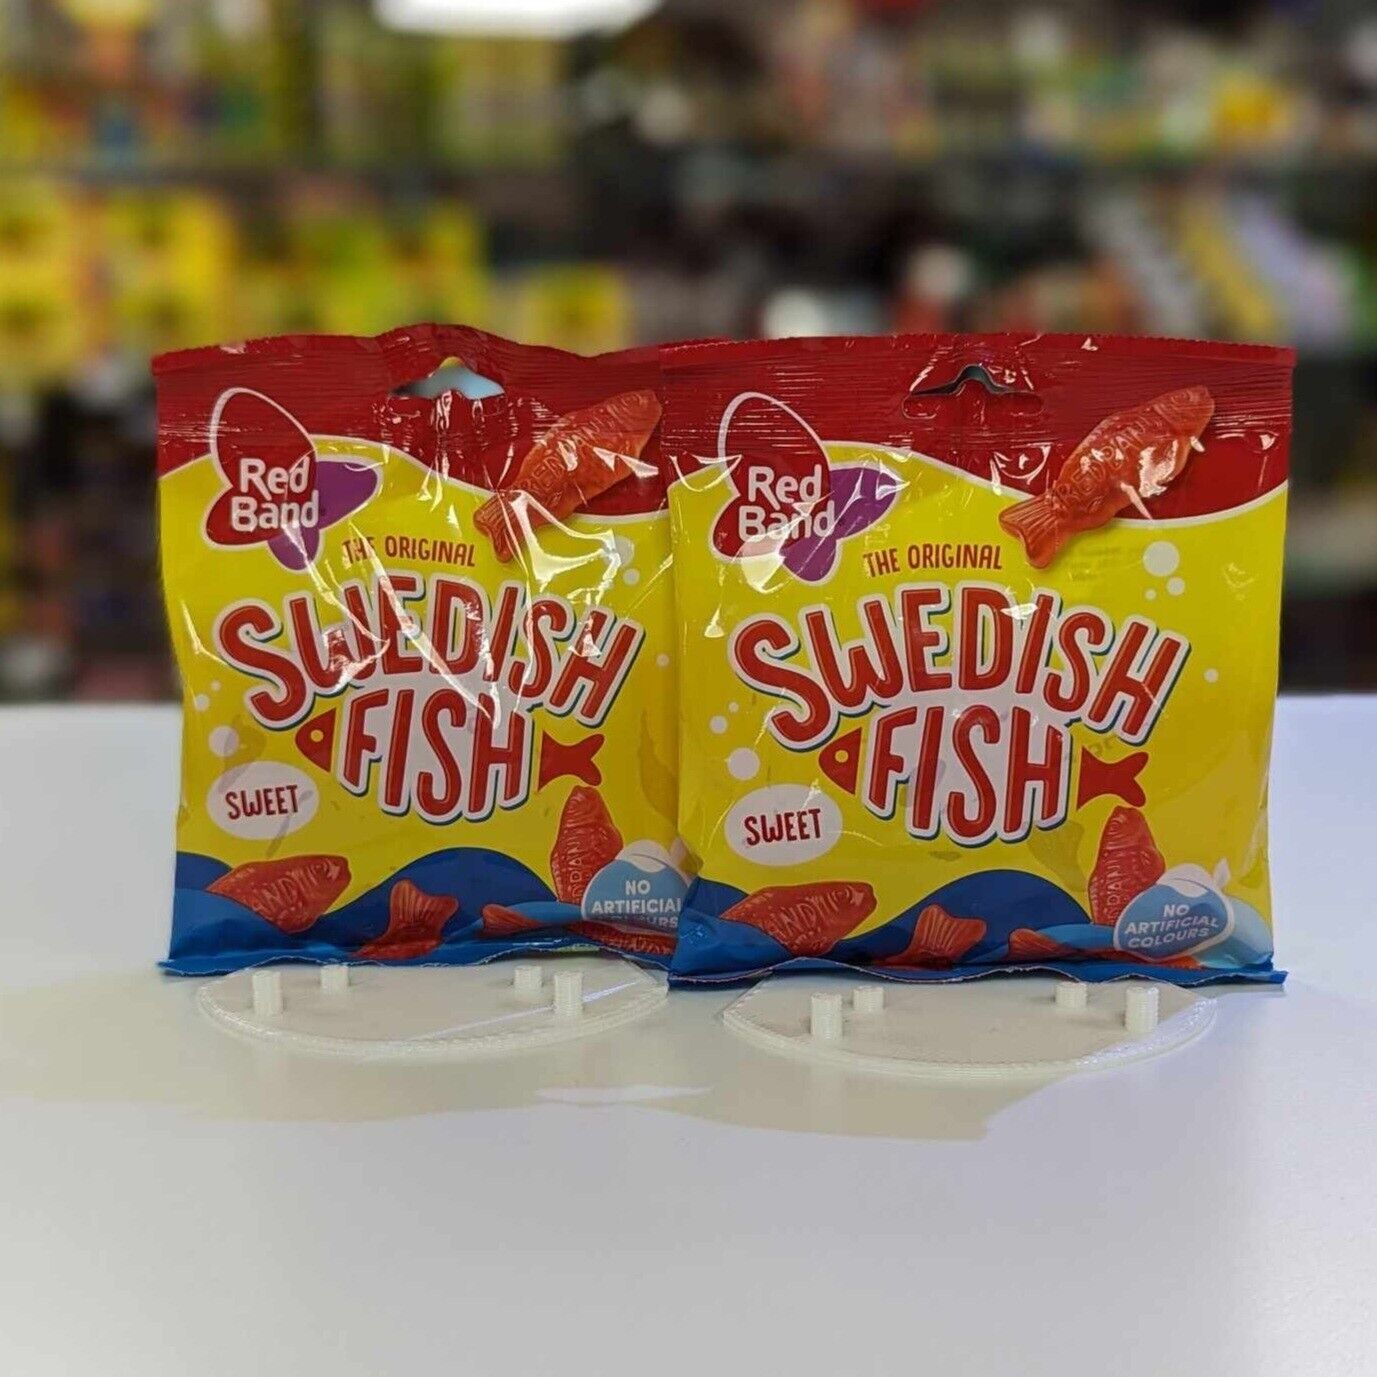 Red
Band
THE ORIGINAL
SWEDISH
FISH
SWEET
NO
ARTIFICIAL
COLOURS
Red
Band
THE ORIGINAL
SWEDISH
FISH
SWEET
NO
ARTIFICIAL
COLOURS